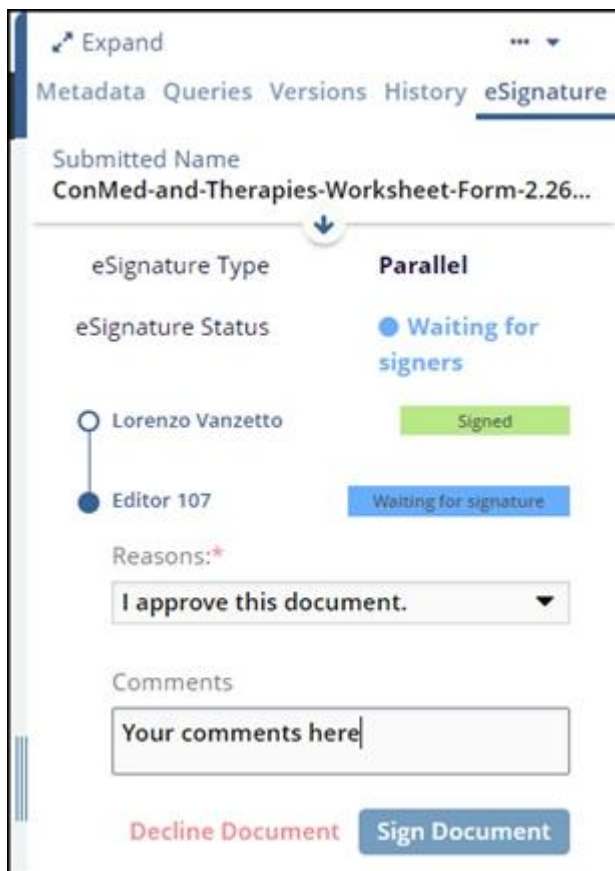 Expand
Metadata Queries Versions History eSignature
Submitted Name
ConMed-and-Therapies-Worksheet-Form-2.26...
eSignature Type Parallel
eSignature Status Waiting for
signers
Lorenzo Vanzetto Signed
Editor 107 Waiting for signature
Reasons:*
I approve this document.
Comments
Your comments here
Decline Document Sign Document